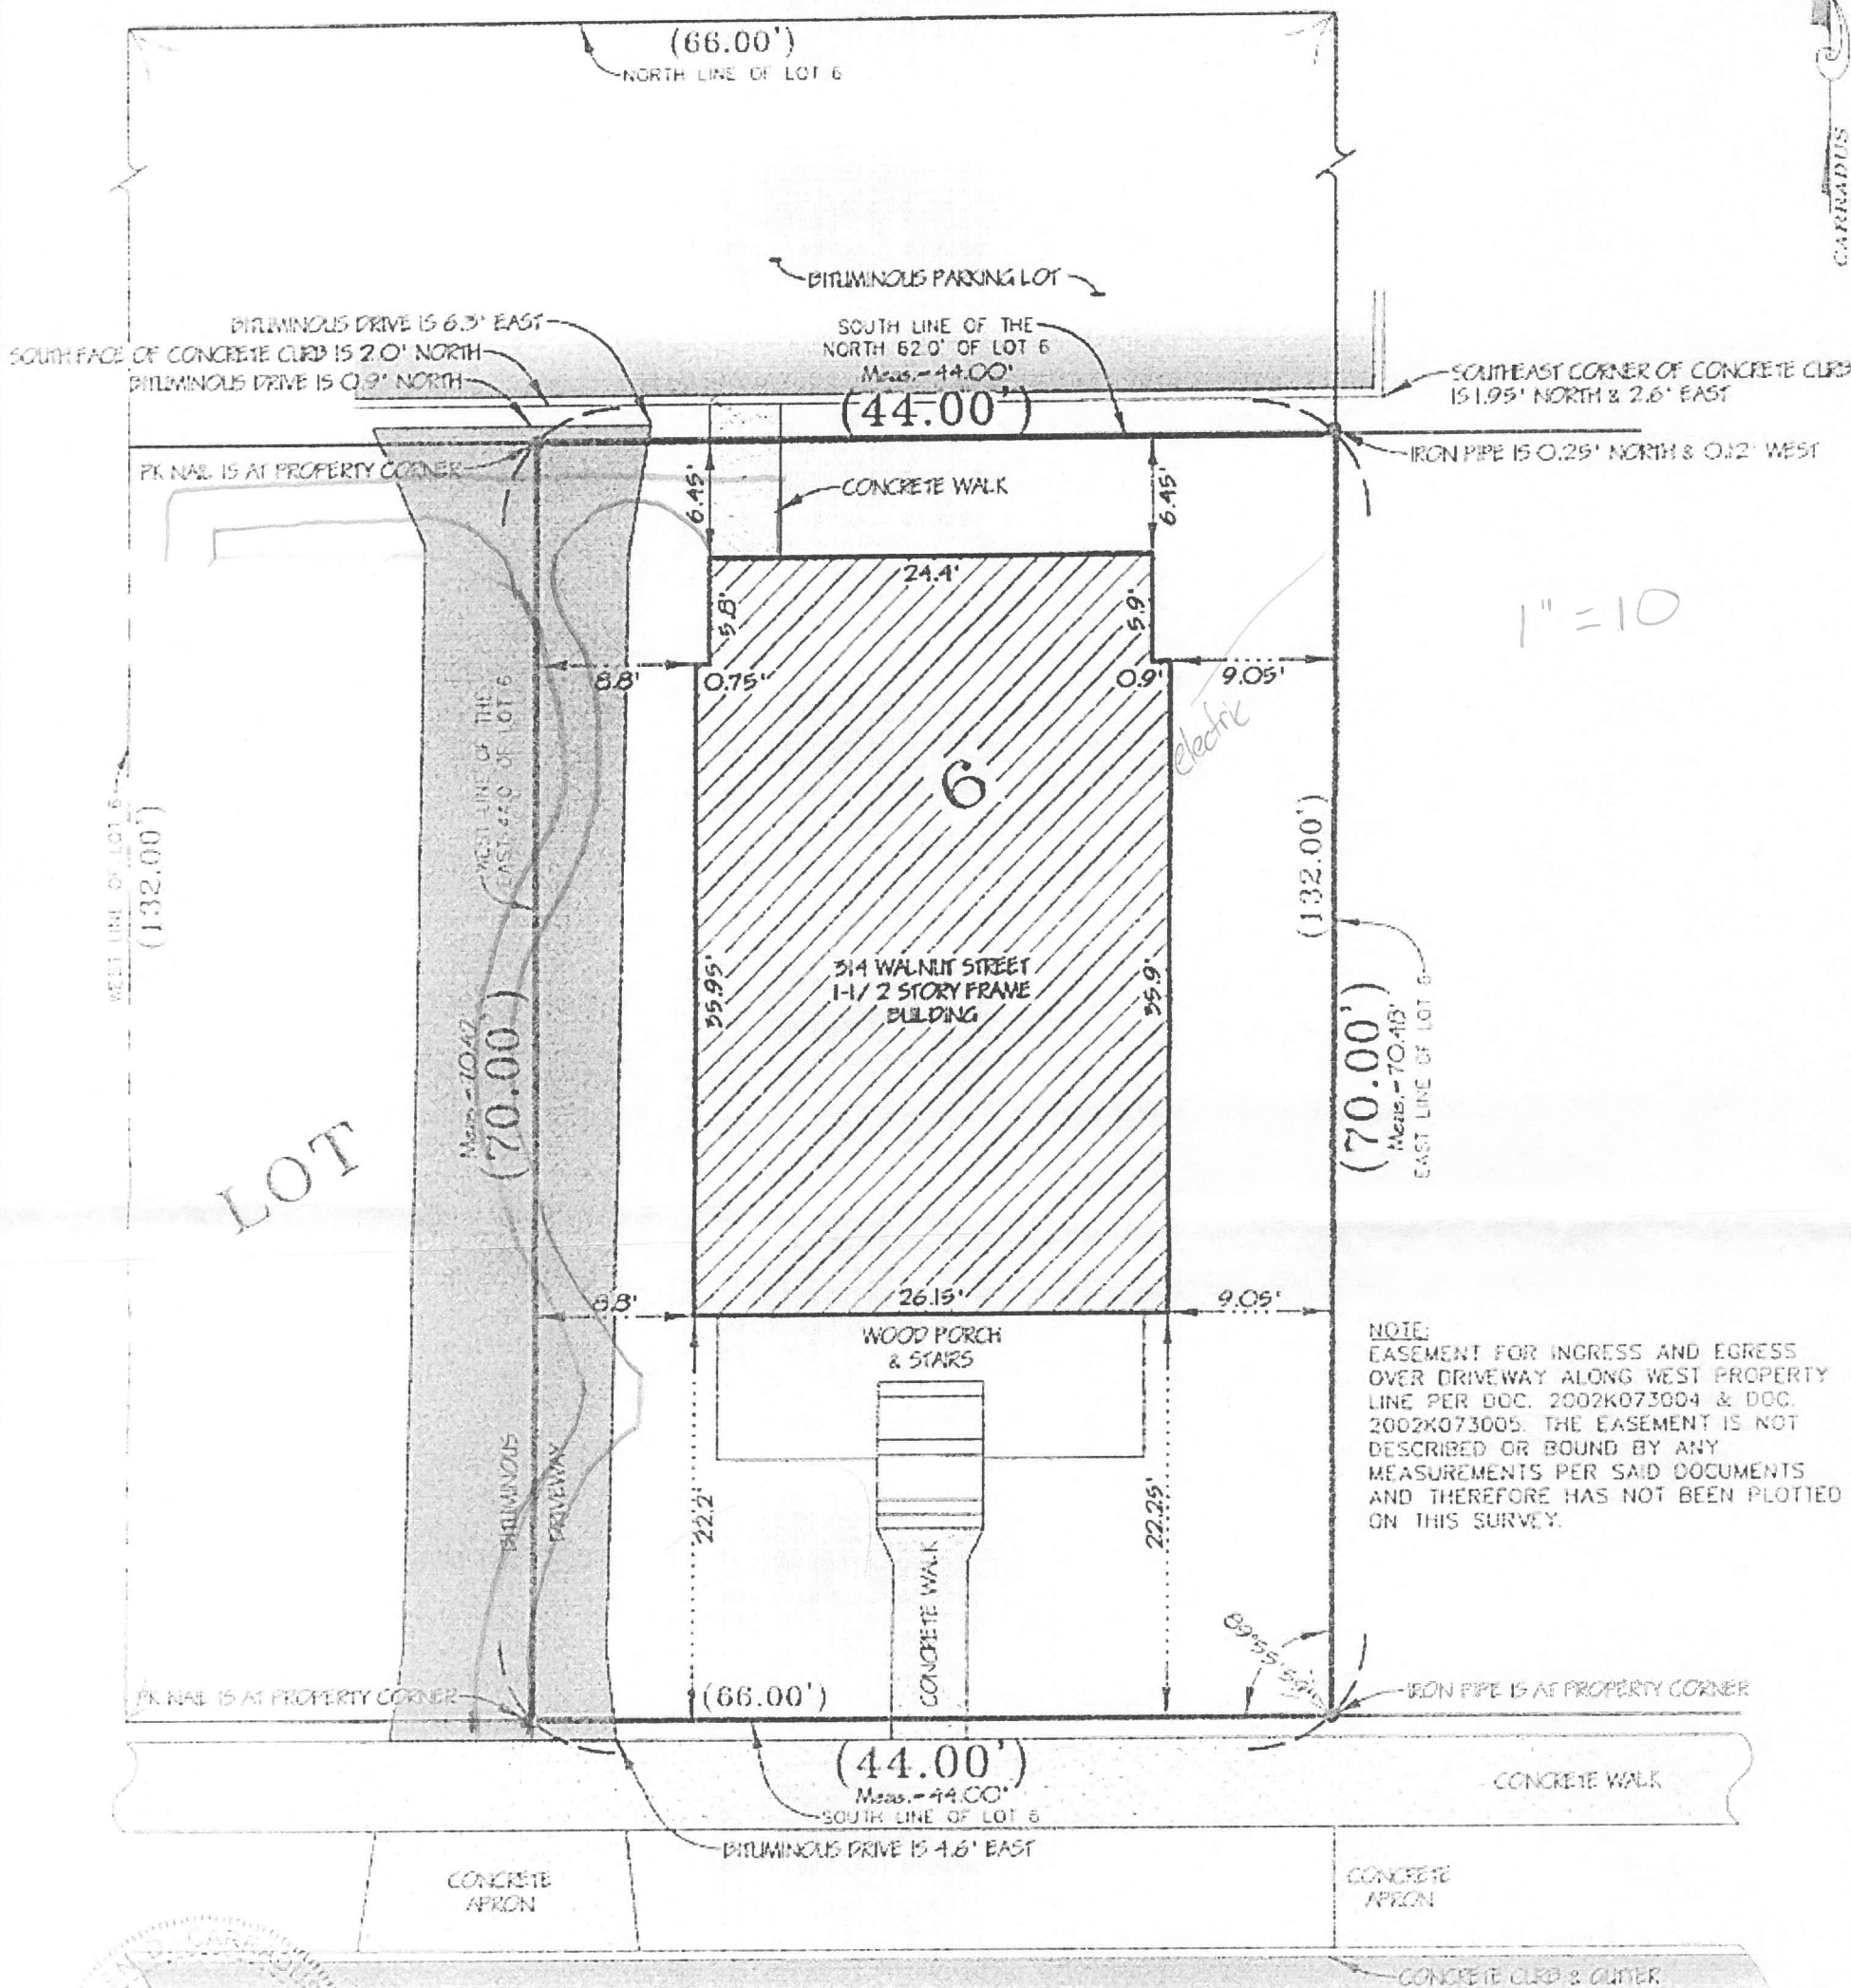 (66.00')
NORTH LINE OF LOT 6
CARRADUS
BITUMINOUS PARKING LOT
BITUMINOUS DRIVE IS 6.3' EAST
SOUTH FACE OF CONCRETE CURB IS 2.0' NORTH
BITUMINOUS DRIVE IS 0.9' NORTH
SOUTH LINE OF THE
NORTH 62.0' OF LOT 6
Meas.=44.00'
(44.00')
SOUTHEAST CORNER OF CONCRETE CURB
IS 1.95' NORTH & 2.6' EAST
PK NAIL IS AT PROPERTY CORNER
IRON PIPE IS 0.25' NORTH & 0.12' WEST
6.45'
CONCRETE WALK
6.45'
24.4'
5.8'
5.9'
1" = 10
8.8'
0.75'
0.9'
9.05'
WEST LINE OF THE
EAST 44.0' OF LOT 6
electric
6
WEST LINE OF LOT 6
(132.00')
(132.00')
35.95'
314 WALNUT STREET
1-1/2 STORY FRAME
BUILDING
35.9'
Meas.=70.42'
(70.00')
(70.00')
Meas.=70.48'
EAST LINE OF LOT 6
LOT
8.8'
26.15'
9.05'
WOOD PORCH
& STAIRS
NOTE:
EASEMENT FOR INGRESS AND EGRESS
OVER DRIVEWAY ALONG WEST PROPERTY
LINE PER DOC. 2002K073004 & DOC.
2002K073005. THE EASEMENT IS NOT
DESCRIBED OR BOUND BY ANY
MEASUREMENTS PER SAID DOCUMENTS
AND THEREFORE HAS NOT BEEN PLOTTED
ON THIS SURVEY.
BITUMINOUS
DRIVEWAY
22.2'
22.25'
CONCRETE WALK
PK NAIL IS AT PROPERTY CORNER
(66.00')
IRON PIPE IS AT PROPERTY CORNER
(44.00')
Meas.=44.00'
SOUTH LINE OF LOT 6
CONCRETE WALK
BITUMINOUS DRIVE IS 4.6' EAST
CONCRETE
APRON
CONCRETE
APRON
CONCRETE CURB & GUTTER